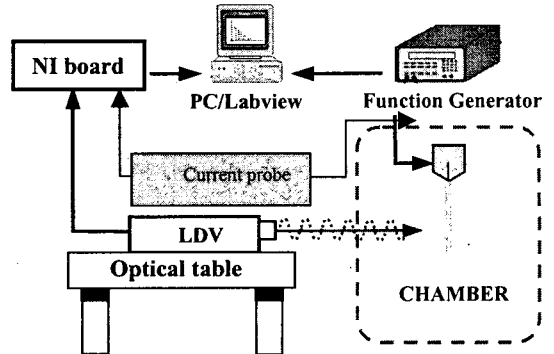 NI board
PC/Labview
Function Generator
Current probe
LDV
Optical table
CHAMBER